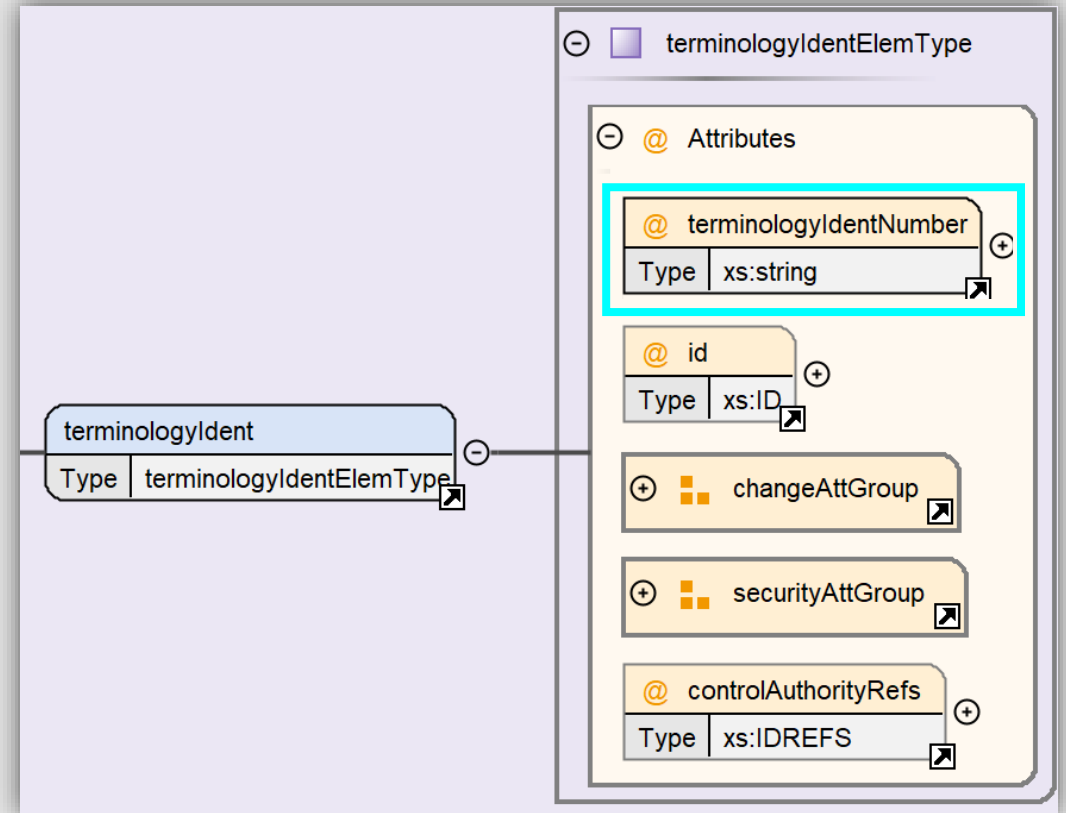 terminologyIdentElemType
@ Attributes
@ terminologyIdentNumber
Type xs:string
@ id
Type xs:ID
terminologyIdent
Type terminologyIdentElemType
changeAttGroup
securityAttGroup
@ controlAuthorityRefs
Type xs:IDREFS